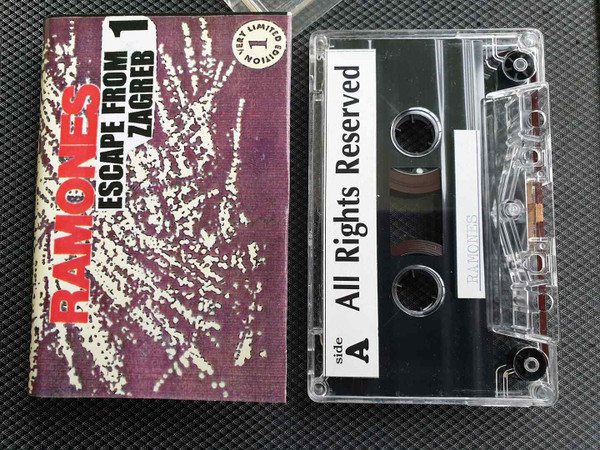 RAMONES
ESCAPE FROM
ZAGREB
1
VERY LIMITED EDITION
1
side
A
All Rights Reserved
RAMONES